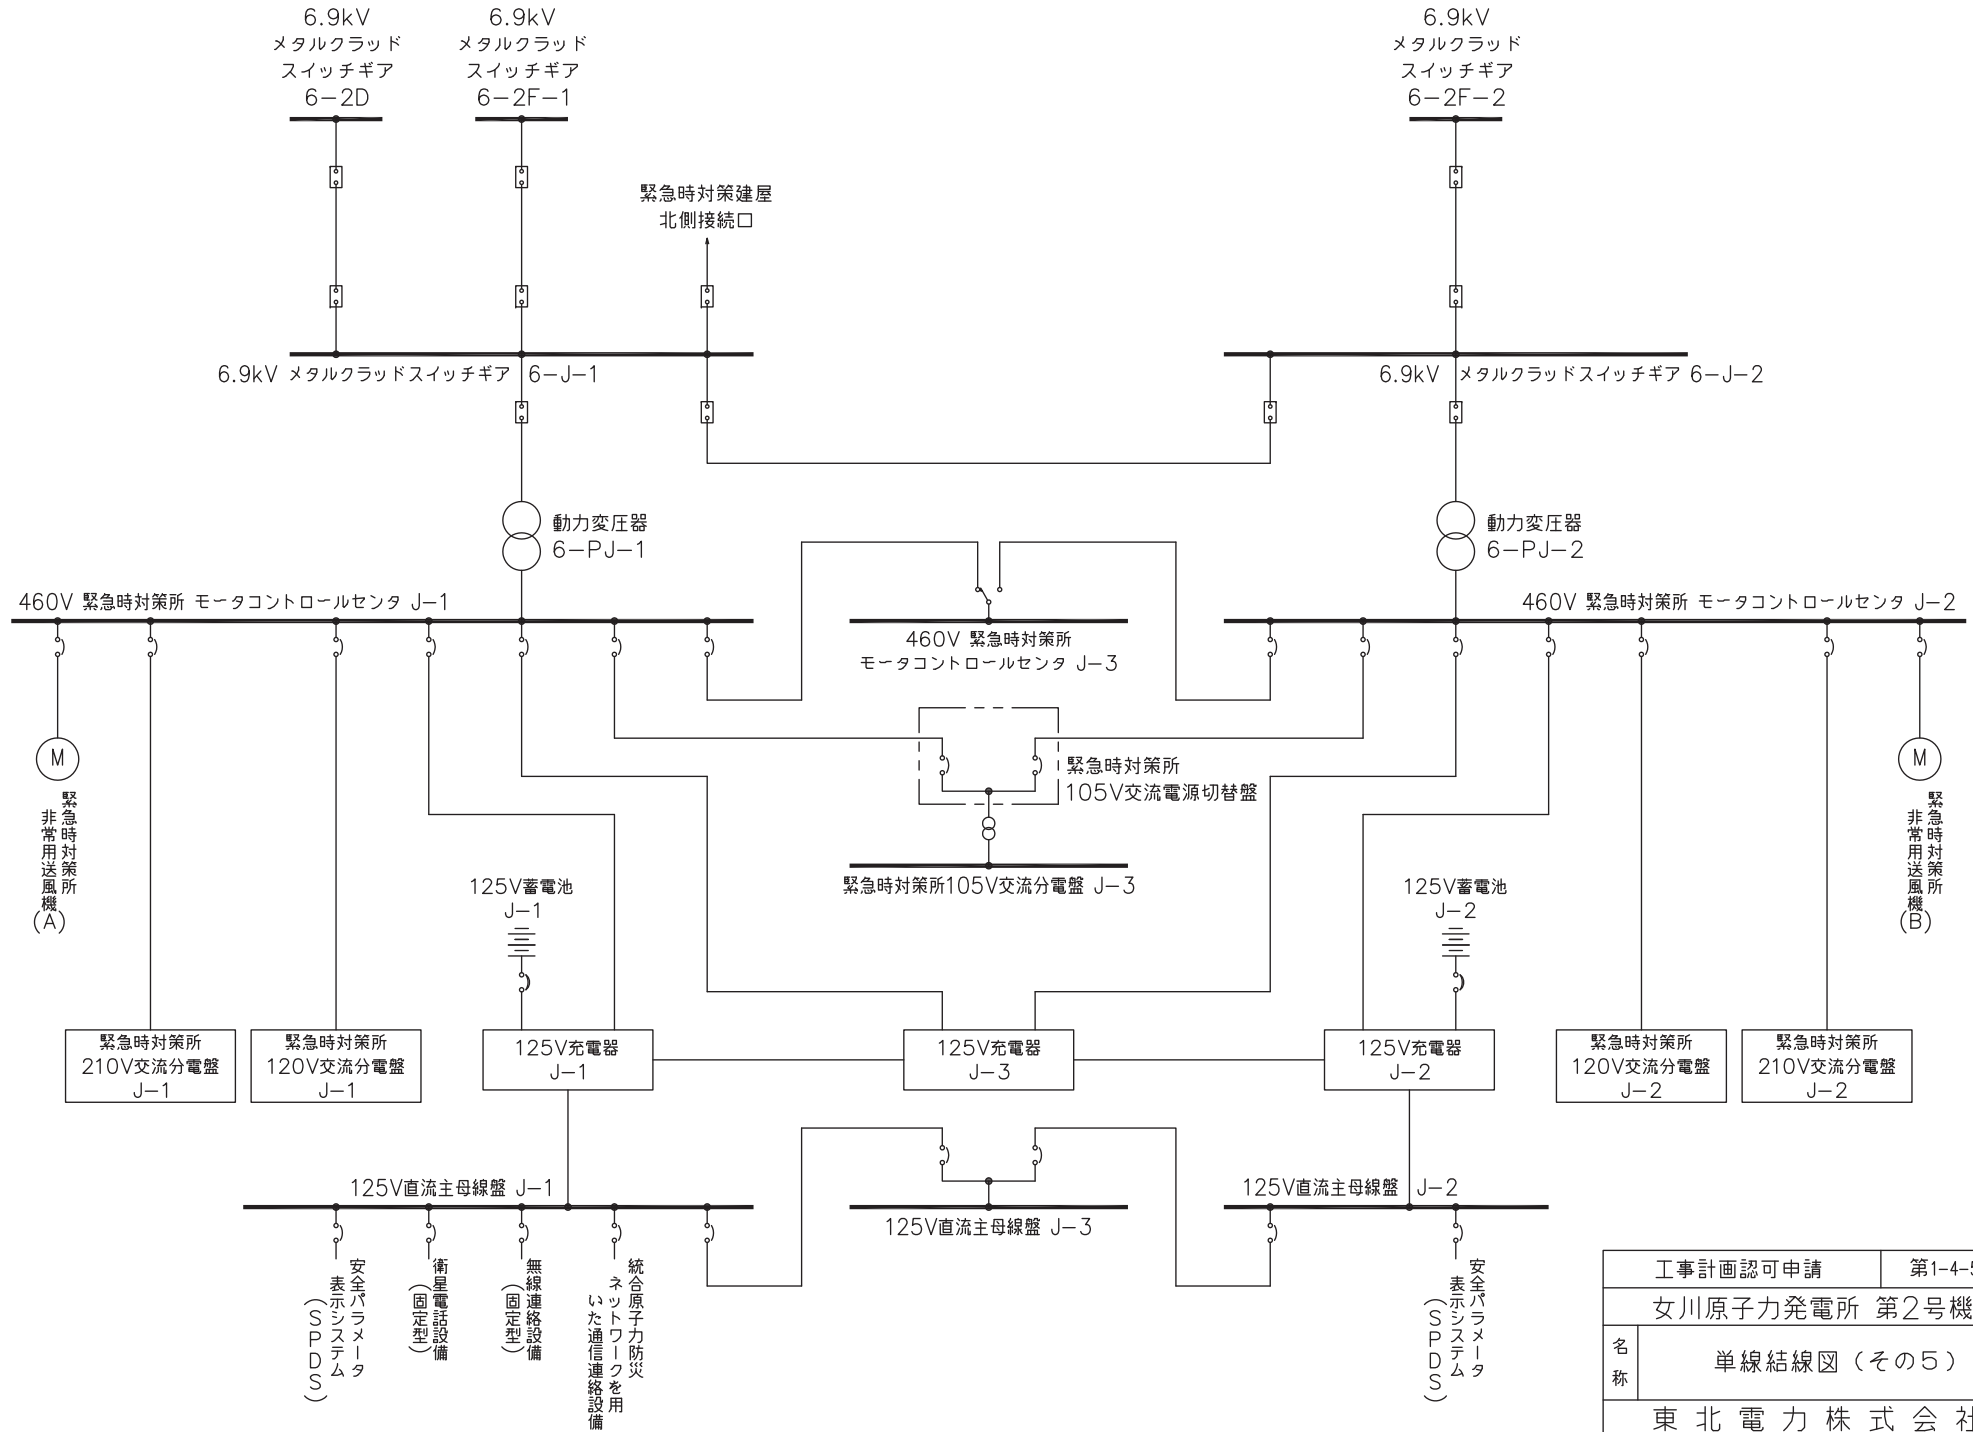 6.9kV
メタルクラッド
スイッチギア
6-2D
6.9kV
メタルクラッド
スイッチギア
6-2F-1
6.9kV
メタルクラッド
スイッチギア
6-2F-2
緊急時対策建屋
北側接続口
6.9kV メタルクラッドスイッチギア 6-J-1
6.9kV メタルクラッドスイッチギア 6-J-2
動力変圧器
6-PJ-1
動力変圧器
6-PJ-2
460V 緊急時対策所 モータコントロールセンタ J-1
460V 緊急時対策所
モータコントロールセンタ J-3
460V 緊急時対策所 モータコントロールセンタ J-2
M
緊急時対策所
非常用送風機
(A)
緊急時対策所
105V交流電源切替盤
M
緊急時対策所
非常用送風機
(B)
緊急時対策所105V交流分電盤 J-3
125V蓄電池
J-1
125V蓄電池
J-2
緊急時対策所
210V交流分電盤
J-1
緊急時対策所
120V交流分電盤
J-1
125V充電器
J-1
125V充電器
J-3
125V充電器
J-2
緊急時対策所
120V交流分電盤
J-2
緊急時対策所
210V交流分電盤
J-2
125V直流主母線盤 J-1
125V直流主母線盤 J-3
125V直流主母線盤 J-2
安全パラメータ
表示システム
(SPDS)
衛星電話設備
(固定型)
無線連絡設備
(固定型)
統合原子力防災
ネットワークを用
いた通信連絡設備
安全パラメータ
表示システム
(SPDS)
工事計画認可申請
第1-4-5
女川原子力発電所 第2号機
名称
単線結線図（その5）
東北電力株式会社